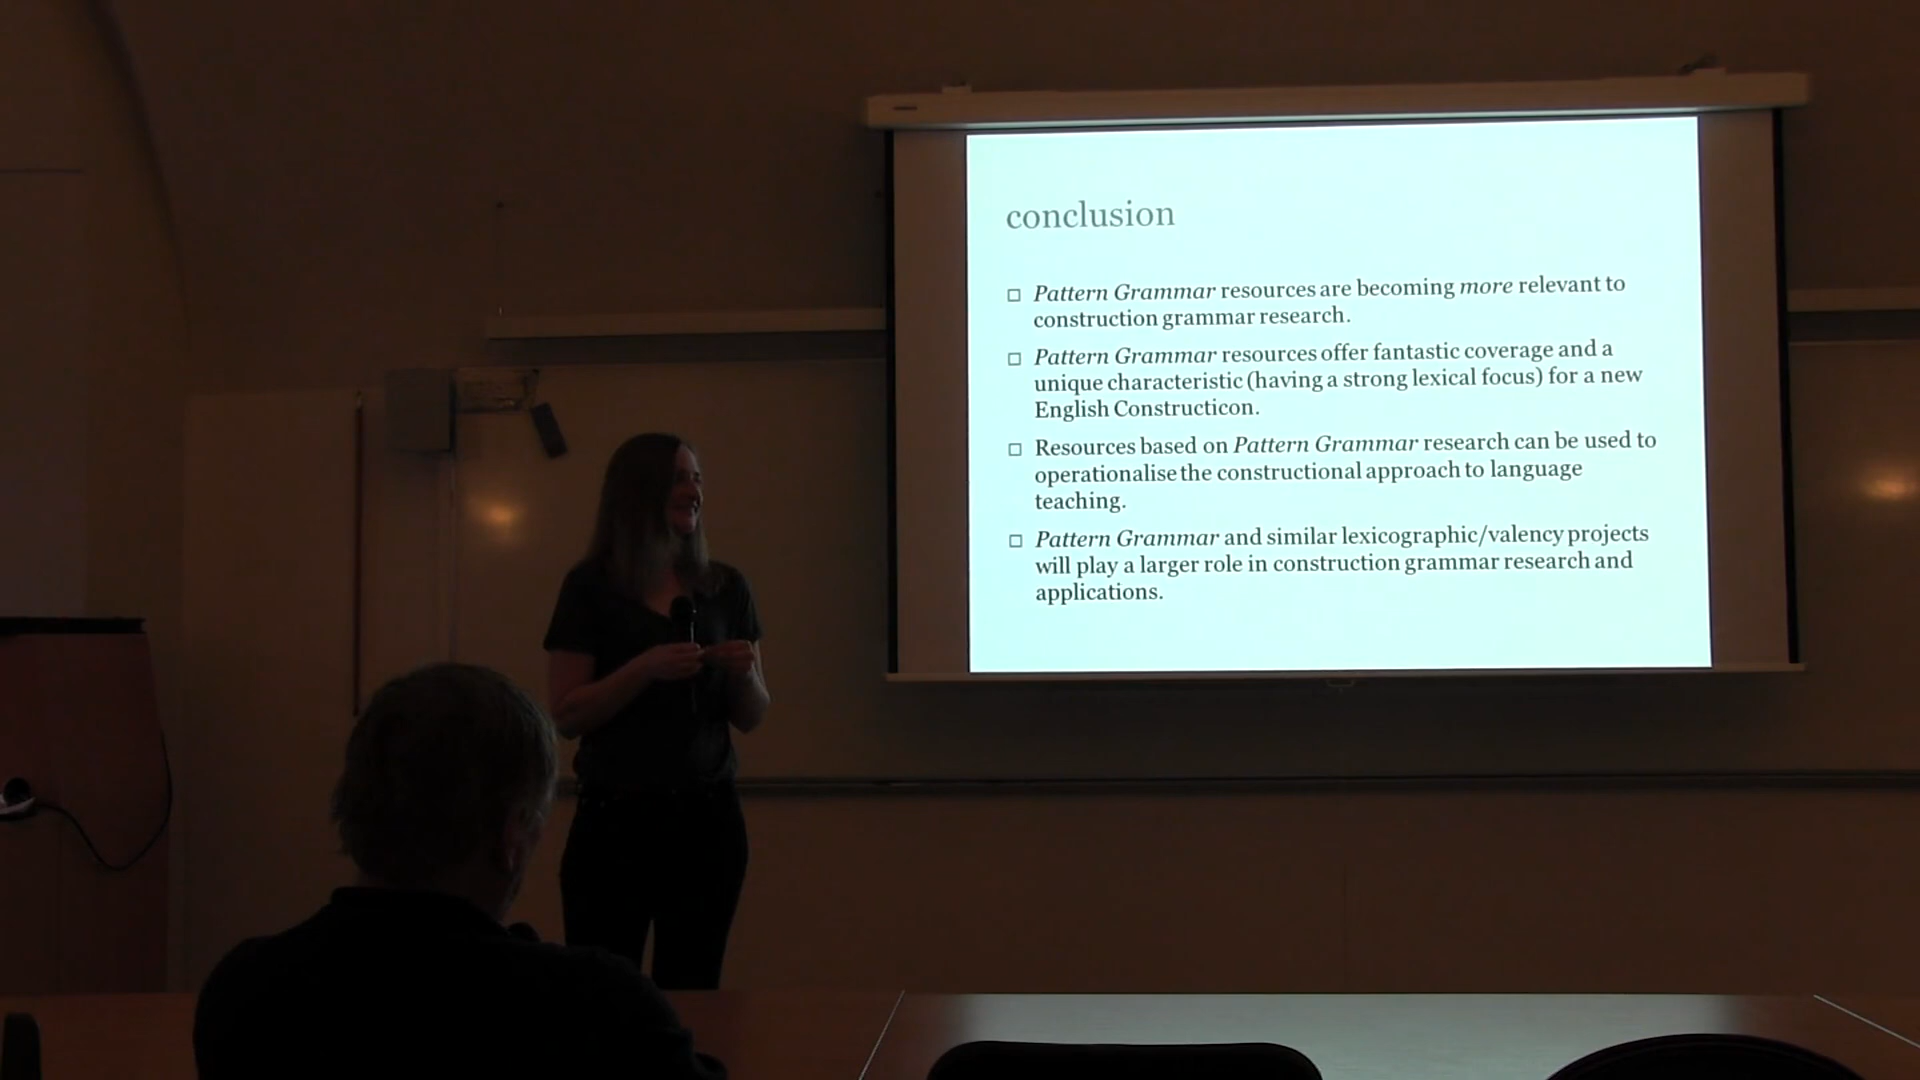 conclusion
Pattern Grammar resources are becoming more relevant to
construction grammar research.
Pattern Grammar resources offer fantastic coverage and a
unique characteristic (having a strong lexical focus) for a new
English Constructicon.
Resources based on Pattern Grammar research can be used to
operationalise the constructional approach to language
teaching.
Pattern Grammar and similar lexicographic/valency projects
will play a larger role in construction grammar research and
applications.